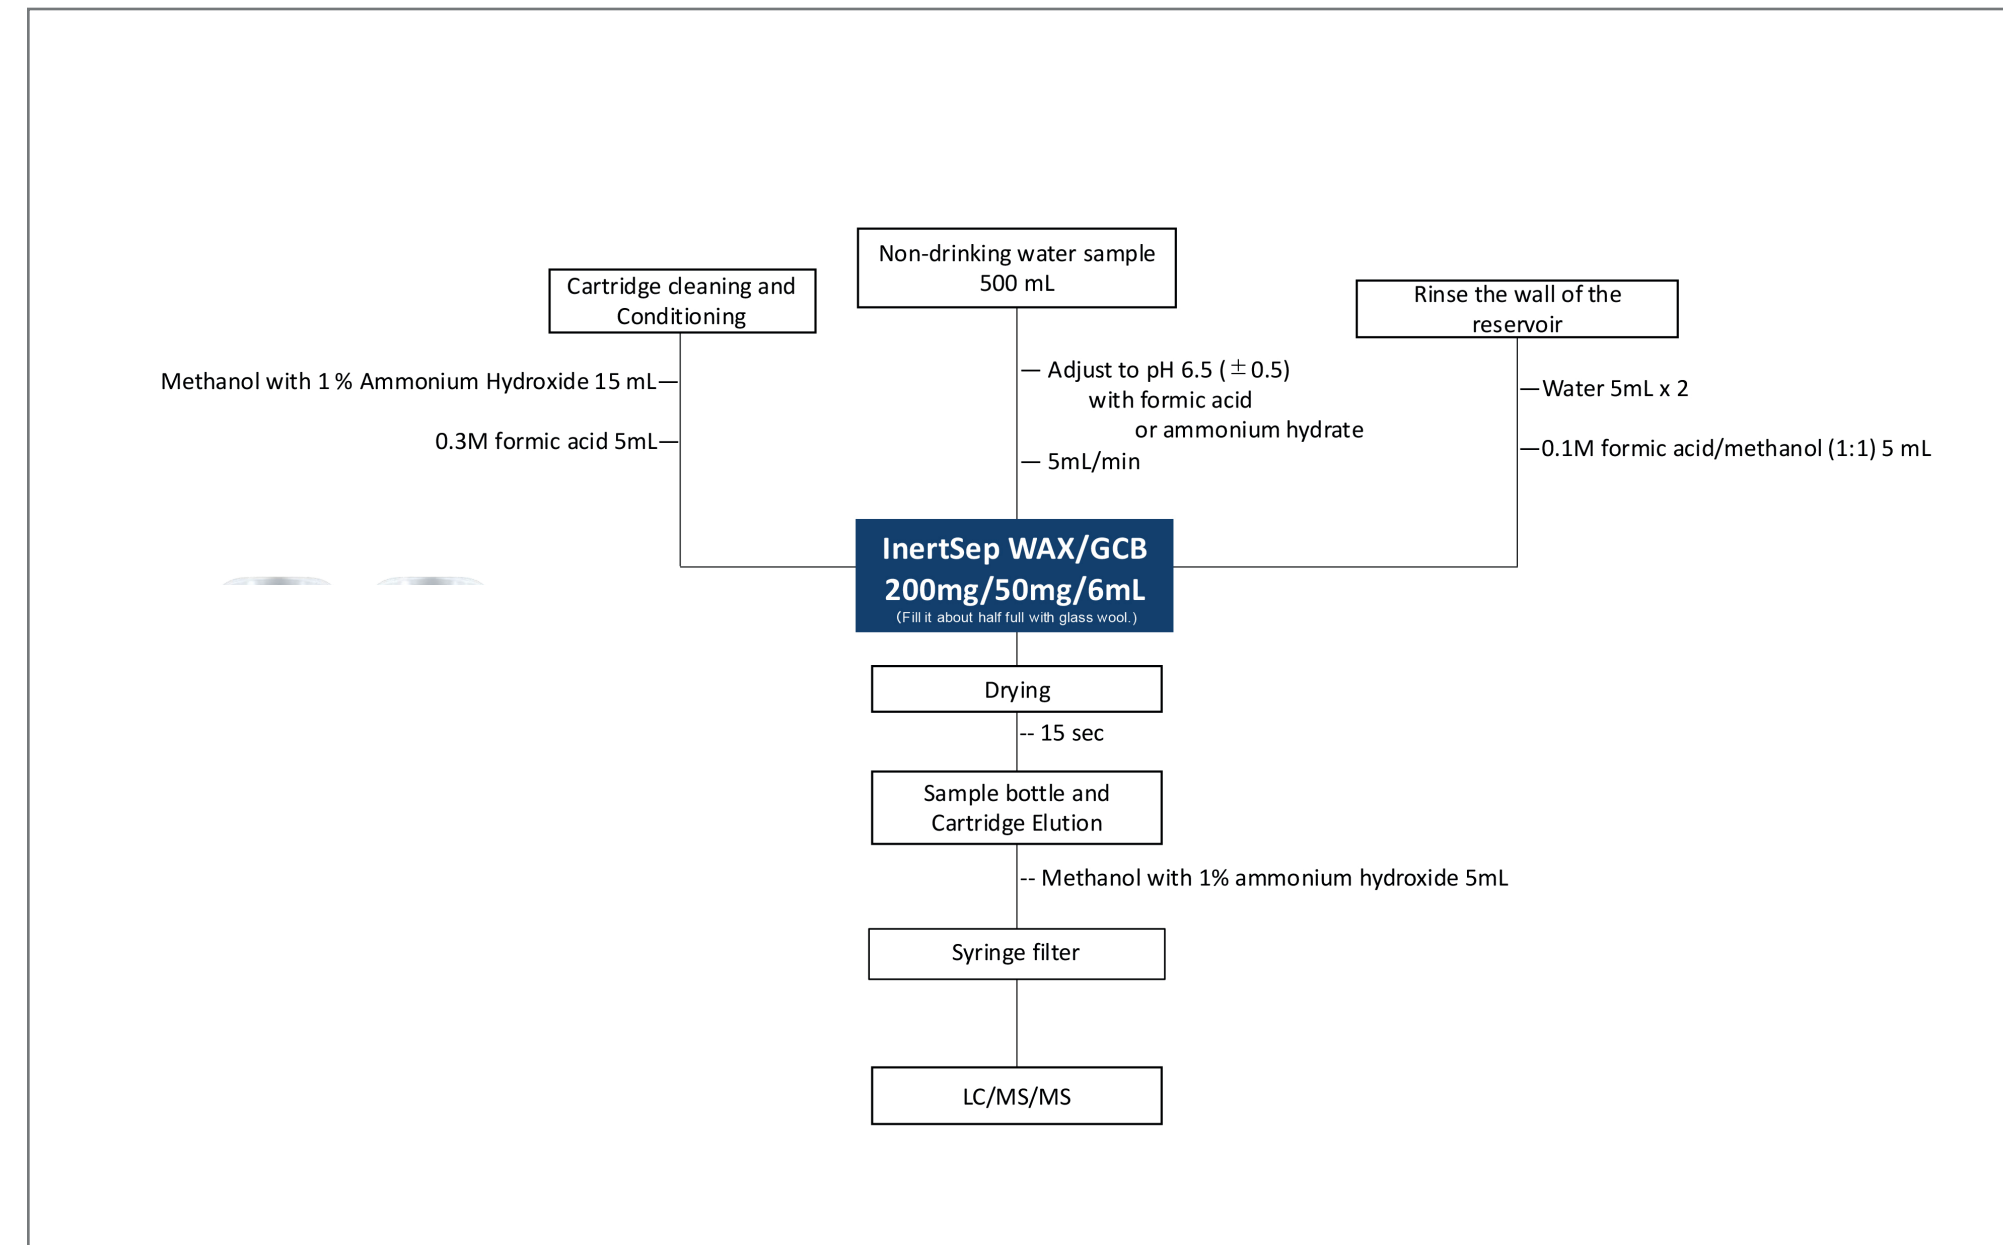 Non-drinking water sample
500 mL
Cartridge cleaning and
Conditioning
Rinse the wall of the
reservoir
Methanol with 1% Ammonium Hydroxide 15 mL
0.3M formic acid 5mL
Adjust to pH 6.5 (±0.5)
with formic acid
or ammonium hydrate
5mL/min
Water 5mL x 2
0.1M formic acid/methanol (1:1) 5 mL
InertSep WAX/GCB
200mg/50mg/6mL
(Fill it about half full with glass wool.)
Drying
-- 15 sec
Sample bottle and
Cartridge Elution
-- Methanol with 1% ammonium hydroxide 5mL
Syringe filter
LC/MS/MS